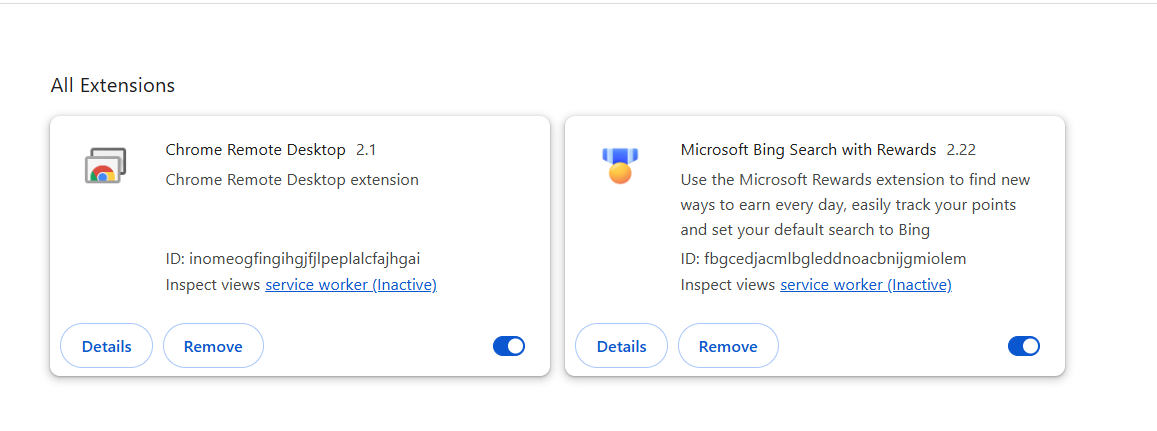 All Extensions
Chrome Remote Desktop 2.1
Chrome Remote Desktop extension
ID: inomeogfingihgjfjlpeplalcfajhgai
Inspect views service worker (Inactive)
Details
Remove
Microsoft Bing Search with Rewards 2.22
Use the Microsoft Rewards extension to find new
ways to earn every day, easily track your points
and set your default search to Bing
ID: fbgcedjacmlbgleddnoacbnijgmiolem
Inspect views service worker (Inactive)
Details
Remove